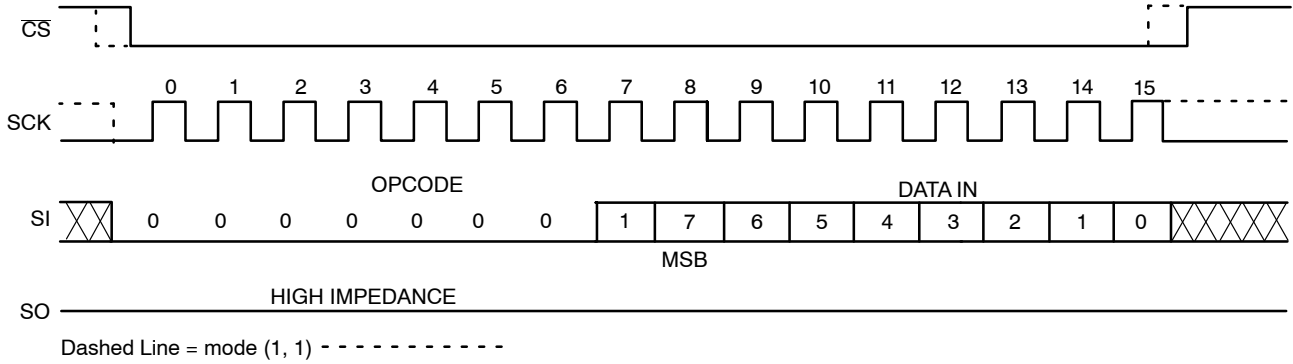 CS
0 1 2 3 4 5 6 7 8 9 10 11 12 13 14 15
SCK
OPCODE DATA IN
SI 0 0 0 0 0 0 0 1 7 6 5 4 3 2 1 0
MSB
HIGH IMPEDANCE
SO
Dashed Line = mode (1, 1)